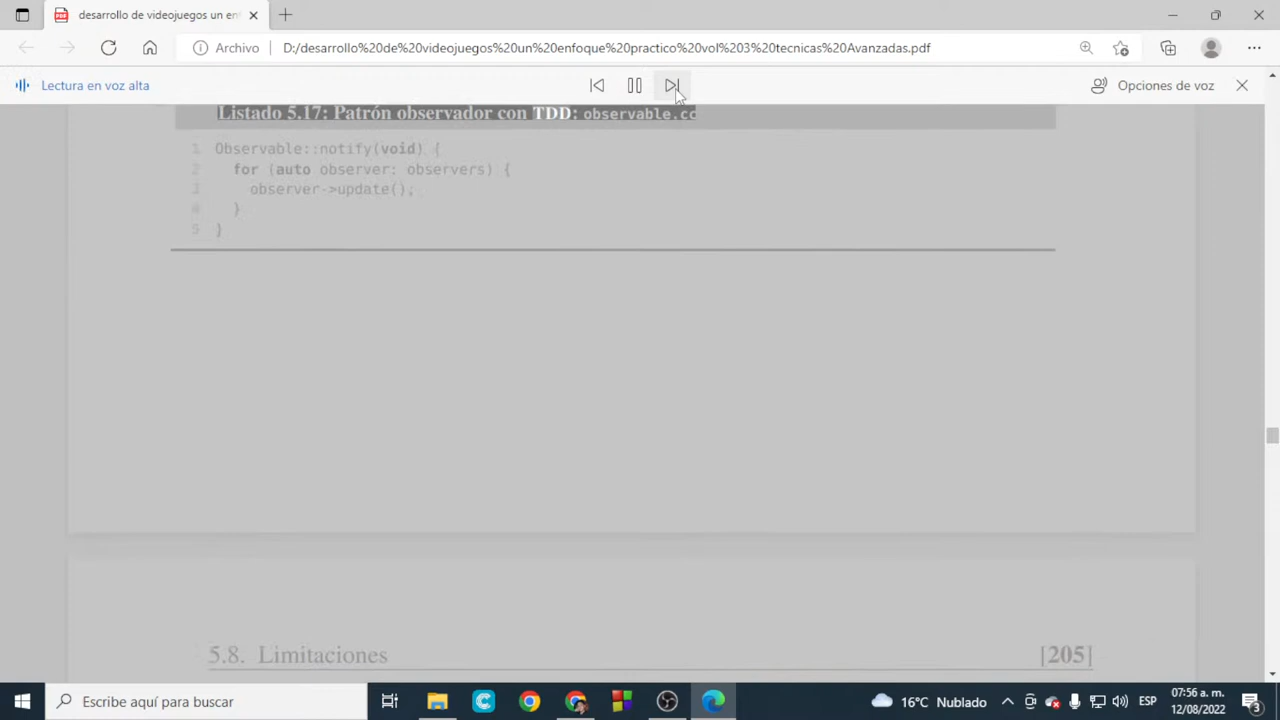 desarrollo de videojuegos un en
Archivo
D:/desarrollo%20de%20videojuegos%20un%20enfoque%20practico%20vol%203%20tecnicas%20Avanzadas.pdf
Lectura en voz alta
Opciones de voz
Listado 5.17: Patrón observador con TDD: observable.cc
1 Observable::notify(void) {
2 for (auto observer: observers) {
3 observer->update();
4 }
5 }
5.8. Limitaciones [205]
Escribe aquí para buscar
16°C Nublado
ESP
07:56 a. m.
12/08/2022
3